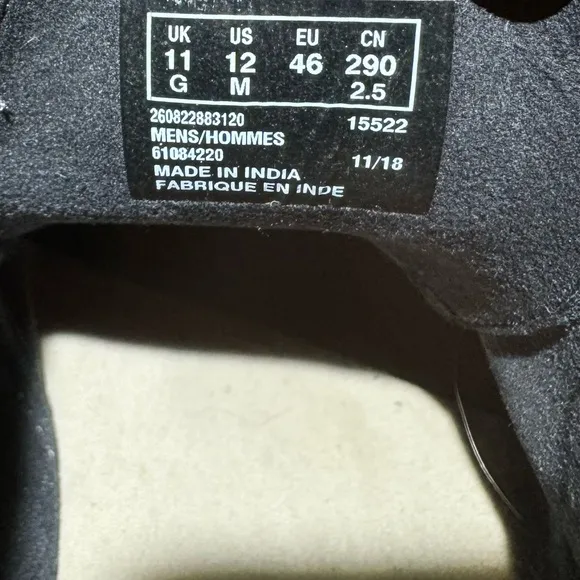 UK US EU CN
11 12 46 290
G M 2.5
260822883120 15522
MENS/HOMMES
61084220 11/18
MADE IN INDIA
FABRIQUE EN INDE